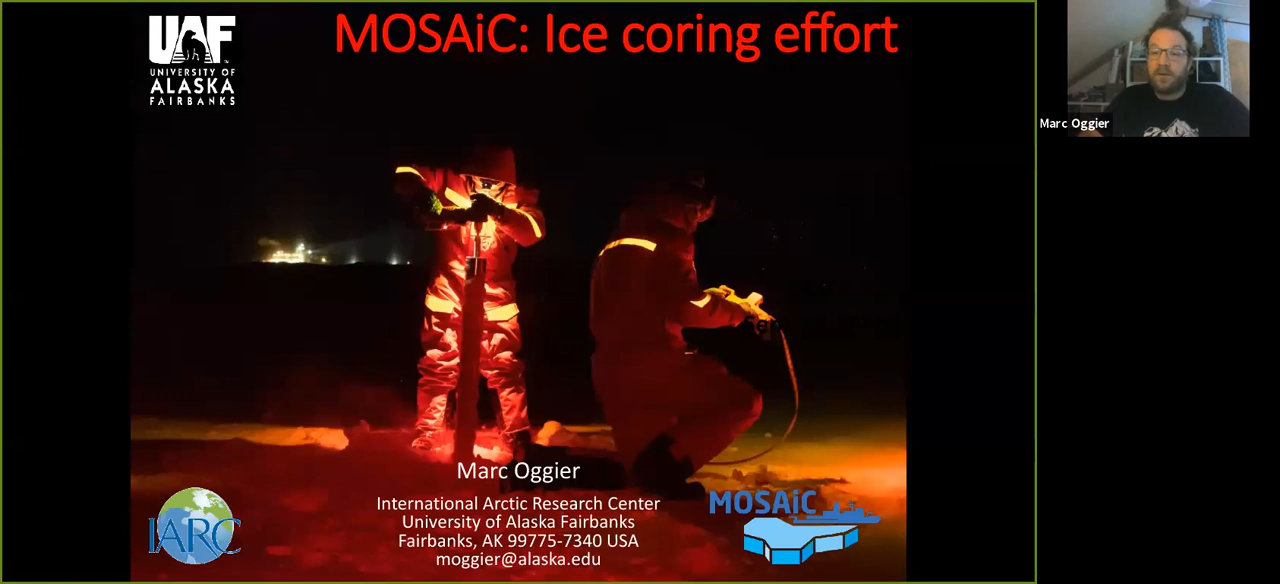 UAF
UNIVERSITY OF
ALASKA
FAIRBANKS
MOSAiC: Ice coring effort
Marc Oggier
Marc Oggier
International Arctic Research Center
University of Alaska Fairbanks
Fairbanks, AK 99775-7340 USA
moggier@alaska.edu
IARC
MOSAiC